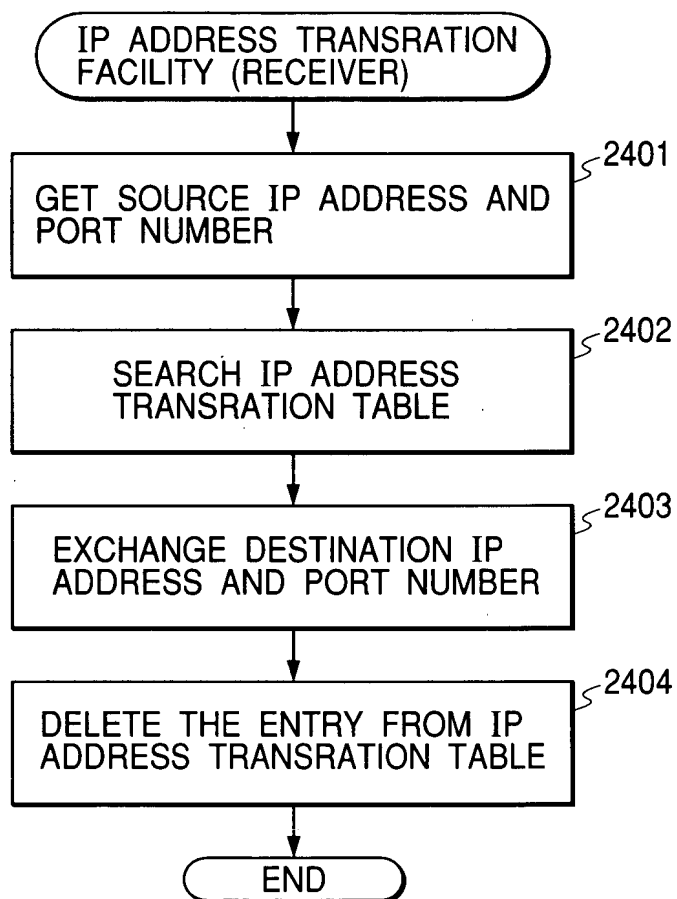 IP ADDRESS TRANSRATION
FACILITY (RECEIVER)
2401
GET SOURCE IP ADDRESS AND
PORT NUMBER
2402
SEARCH IP ADDRESS
TRANSRATION TABLE
2403
EXCHANGE DESTINATION IP
ADDRESS AND PORT NUMBER
2404
DELETE THE ENTRY FROM IP
ADDRESS TRANSRATION TABLE
END